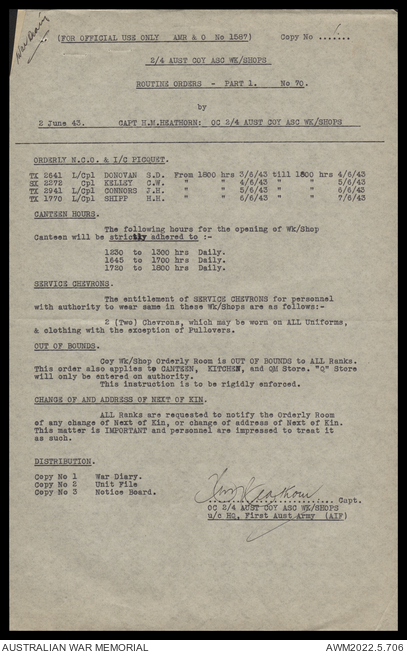 War Diary
(FOR OFFICIAL USE ONLY AMR & O No 1587) Copy No 1
2/4 AUST COY ASC WK/SHOPS
ROUTINE ORDERS - PART 1. No 70.
by
2 June 43. CAPT H.M.HEATHORN: OC 2/4 AUST COY ASC WK/SHOPS
ORDERLY N.C.O. & I/C PICQUET.
TX 2641 L/Cpl DONOVAN S.D. From 1800 hrs 3/6/43 till 1800 hrs 4/6/43
2272 Cpl KELLEY C.W. " " 4/6/43 " " 5/6/43
TX 2941 L/Cpl CONNORS J.H. " " 5/6/43 " " 6/6/43
TX 1770 L/Cpl SHIPP H.H. " " 6/6/43 " " 7/6/43
CANTEEN HOURS.
The following hours for the opening of Wk/Shop
Canteen will be strictly adhered to :-
1230 to 1300 hrs Daily.
1645 to 1700 hrs Daily.
1720 to 1800 hrs Daily.
SERVICE CHEVRONS.
The entitlement of SERVICE CHEVRONS for personnel
with authority to wear same in these Wk/Shops are as follows:-
2 (Two) Chevrons, which may be worn on ALL Uniforms,
& clothing with the exception of Pullovers.
OUT OF BOUNDS.
Coy Wk/Shop Orderly Room is OUT OF BOUNDS to ALL Ranks.
This order also applies to CANTEEN, KITCHEN, and QM Store. "Q" Store
will only be entered on authority.
This instruction is to be rigidly enforced.
CHANGE OF AND ADDRESS OF NEXT OF KIN.
ALL Ranks are requested to notify the Orderly Room
of any change of Next of Kin, or change of address of Next of Kin.
This matter is IMPORTANT and personnel are impressed to treat it
as such.
DISTRIBUTION.
Copy No 1 War Diary.
Copy No 2 Unit File
Copy No 3 Notice Board.
HMHeathorn
.......................... Capt.
OC 2/4 AUST COY ASC WK/SHOPS
u/c HQ, First Aust Army (AIF)
AUSTRALIAN WAR MEMORIAL AWM2022.5.706